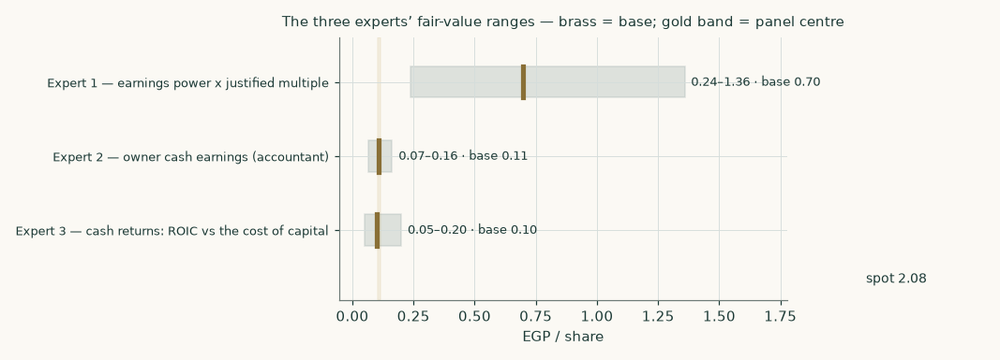 The three experts’ fair-value ranges — brass = base; gold band = panel centre
Expert 1 — earnings power x justified multiple
0.24–1.36 · base 0.70
Expert 2 — owner cash earnings (accountant)
0.07–0.16 · base 0.11
Expert 3 — cash returns: ROIC vs the cost of capital
0.05–0.20 · base 0.10
spot 2.08
0.00 0.25 0.50 0.75 1.00 1.25 1.50 1.75
EGP / share